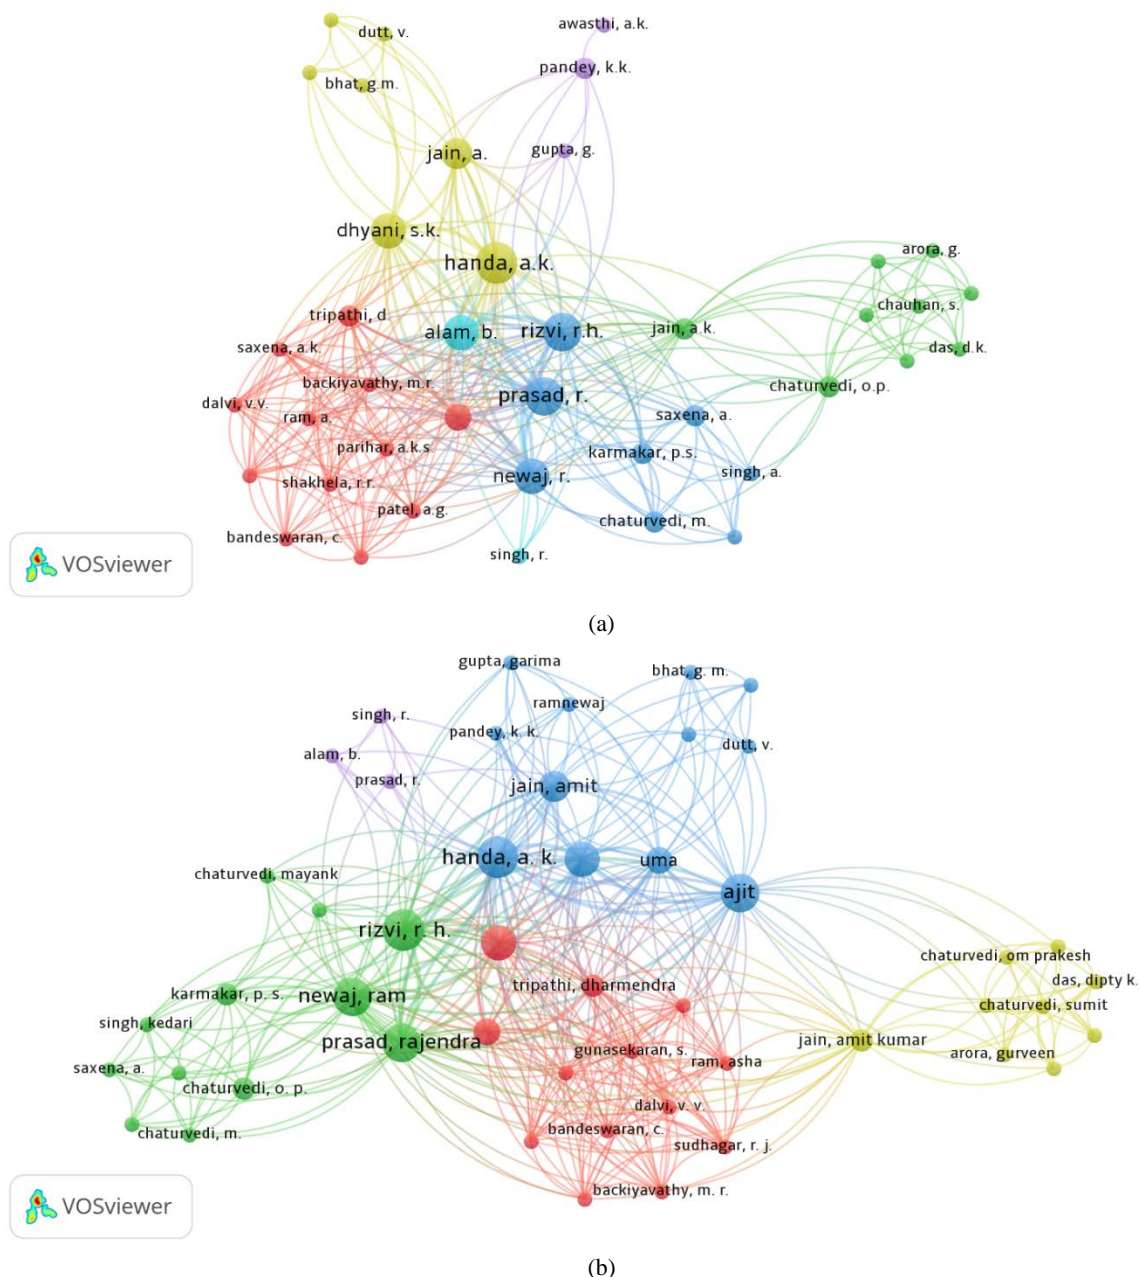 awasthi, a.k.
dutt, v.
pandey, k.k.
bhat, g.m.
jain, a.
gupta, g.
dhyani, s.k.
handa, a.k.
arora, g.
chauhan, s.
tripathi, d.
alam, b.
rizvi, r.h.
jain, a.k.
saxena, a.k.
das, d.k.
backiyavathy, m.r.
chaturvedi, o.p.
dalvi, v.v.
prasad, r.
ram, a.
saxena, a.
parihar, a.k.s.
karmakar, p.s.
shakhela, r.r.
newaj, r.
singh, a.
patel, a.g.
chaturvedi, m.
bandeswaran, c.
singh, r.
VOSviewer
(a)
gupta, garima
bhat, g. m.
ramnewaj
singh, r.
pandey, k. k.
alam, b.
dutt, v.
prasad, r.
jain, amit
handa, a. k.
uma
chaturvedi, mayank
ajit
rizvi, r. h.
chaturvedi, om prakesh
das, dipty k.
tripathi, dharmendra
karmakar, p. s.
newaj, ram
chaturvedi, sumit
singh, kedari
prasad, rajendra
jain, amit kumar
gunasekaran, s.
arora, gurveen
saxena, a.
ram, asha
chaturvedi, o. p.
dalvi, v. v.
chaturvedi, m.
bandeswaran, c.
sudhagar, r. j.
backiyavathy, m. r.
VOSviewer
(b)